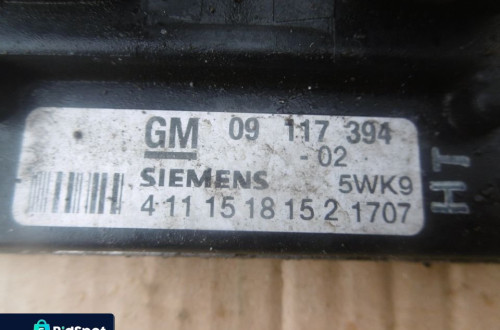 GM 09 117 394
- 02
SIEMENS 5WK9
4 11 15 18 15 2 1707
HT
BidSpot